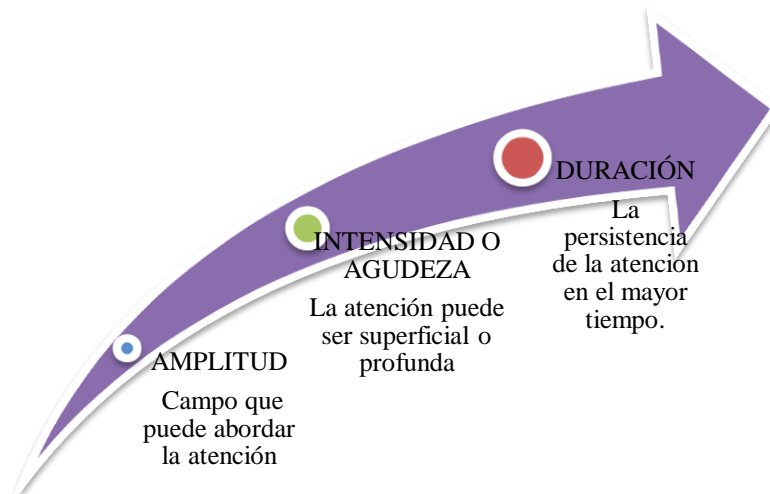 AMPLITUD
Campo que
puede abordar
la atención
INTENSIDAD O
AGUDEZA
La atención puede
ser superficial o
profunda
DURACIÓN
La
persistencia
de la atencion
en el mayor
tiempo.